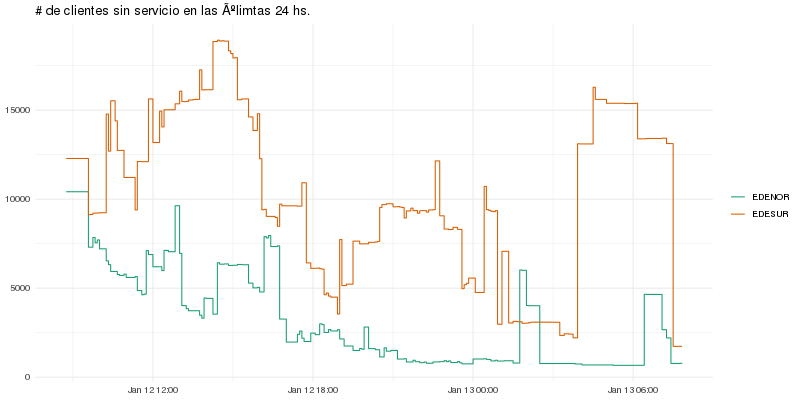 # de clientes sin servicio en las Ãºlimtas 24 hs.
15000
10000
5000
0
Jan 12 12:00
Jan 12 18:00
Jan 13 00:00
Jan 13 06:00
EDENOR
EDESUR